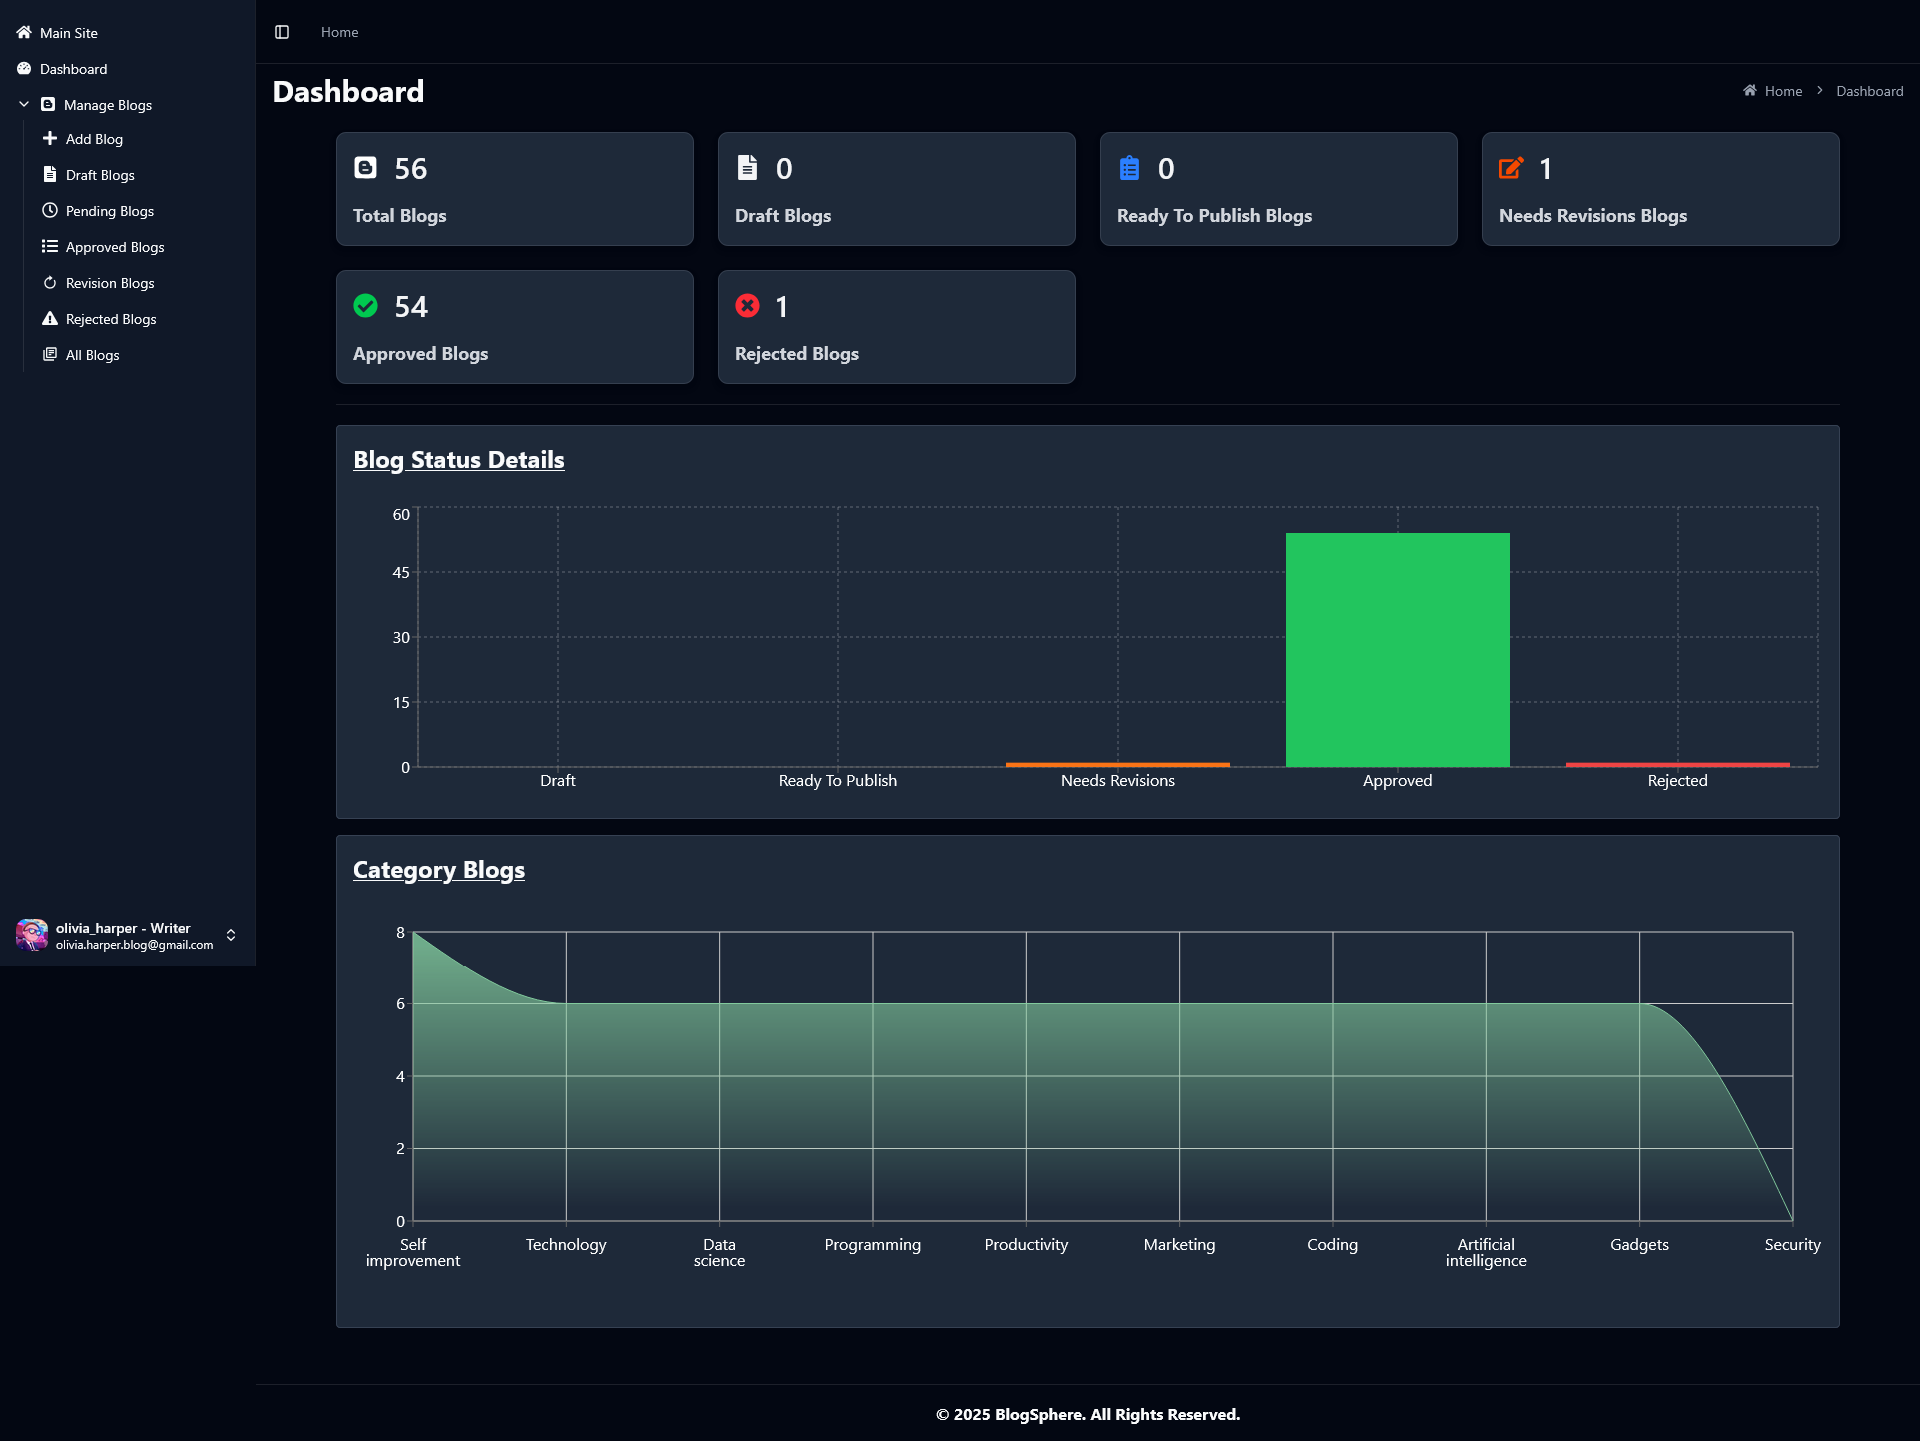 Main Site
Dashboard
Manage Blogs
Add Blog
Draft Blogs
Pending Blogs
Approved Blogs
Revision Blogs
Rejected Blogs
All Blogs
olivia_harper - Writer
olivia.harper.blog@gmail.com
Home
Dashboard
Home > Dashboard
56
Total Blogs
0
Draft Blogs
0
Ready To Publish Blogs
1
Needs Revisions Blogs
54
Approved Blogs
1
Rejected Blogs
Blog Status Details
60
45
30
15
0
Draft
Ready To Publish
Needs Revisions
Approved
Rejected
Category Blogs
8
6
4
2
0
Self
improvement
Technology
Data
science
Programming
Productivity
Marketing
Coding
Artificial
intelligence
Gadgets
Security
© 2025 BlogSphere. All Rights Reserved.